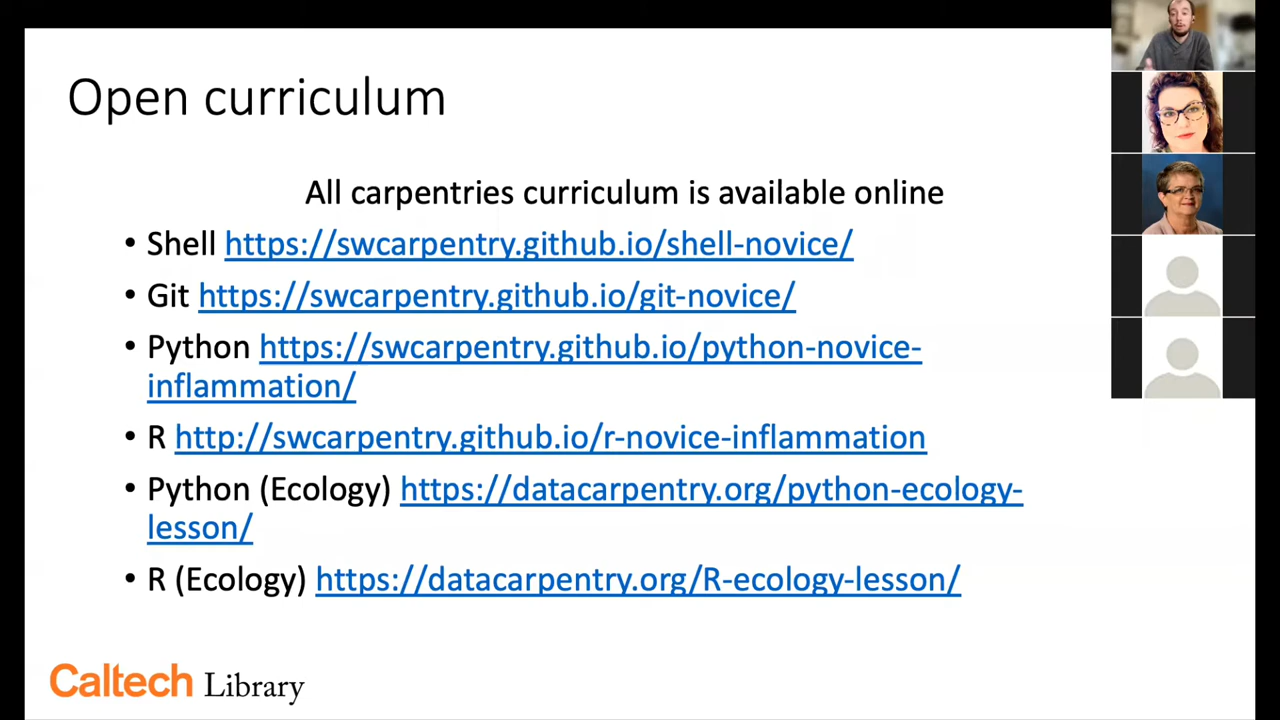 Open curriculum
All carpentries curriculum is available online
• Shell https://swcarpentry.github.io/shell-novice/
• Git https://swcarpentry.github.io/git-novice/
• Python https://swcarpentry.github.io/python-novice-
inflammation/
• R http://swcarpentry.github.io/r-novice-inflammation
• Python (Ecology) https://datacarpentry.org/python-ecology-
lesson/
• R (Ecology) https://datacarpentry.org/R-ecology-lesson/
Caltech Library